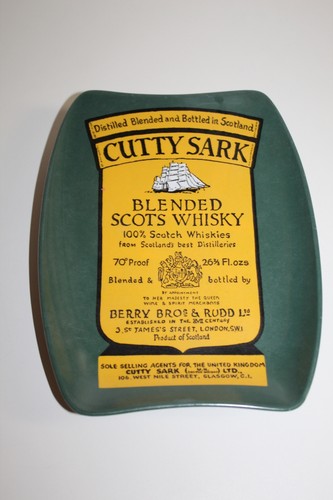 Distilled Blended and Bottled in Scotland
CUTTY SARK
BLENDED
SCOTS WHISKY
100% Scotch Whiskies
from Scotland's best Distilleries
70° Proof 26⅔ Fl.ozs
Blended & bottled by
BY APPOINTMENT
TO HER MAJESTY THE QUEEN
WINE & SPIRIT MERCHANTS
BERRY BROS & RUDD Ltd
ESTABLISHED IN THE CENTURY
3, ST JAMES'S STREET, LONDON, SW1
Product of Scotland
SOLE SELLING AGENTS FOR THE UNITED KINGDOM
CUTTY SARK LTD.,
106, WEST NILE STREET, GLASGOW, C.1.